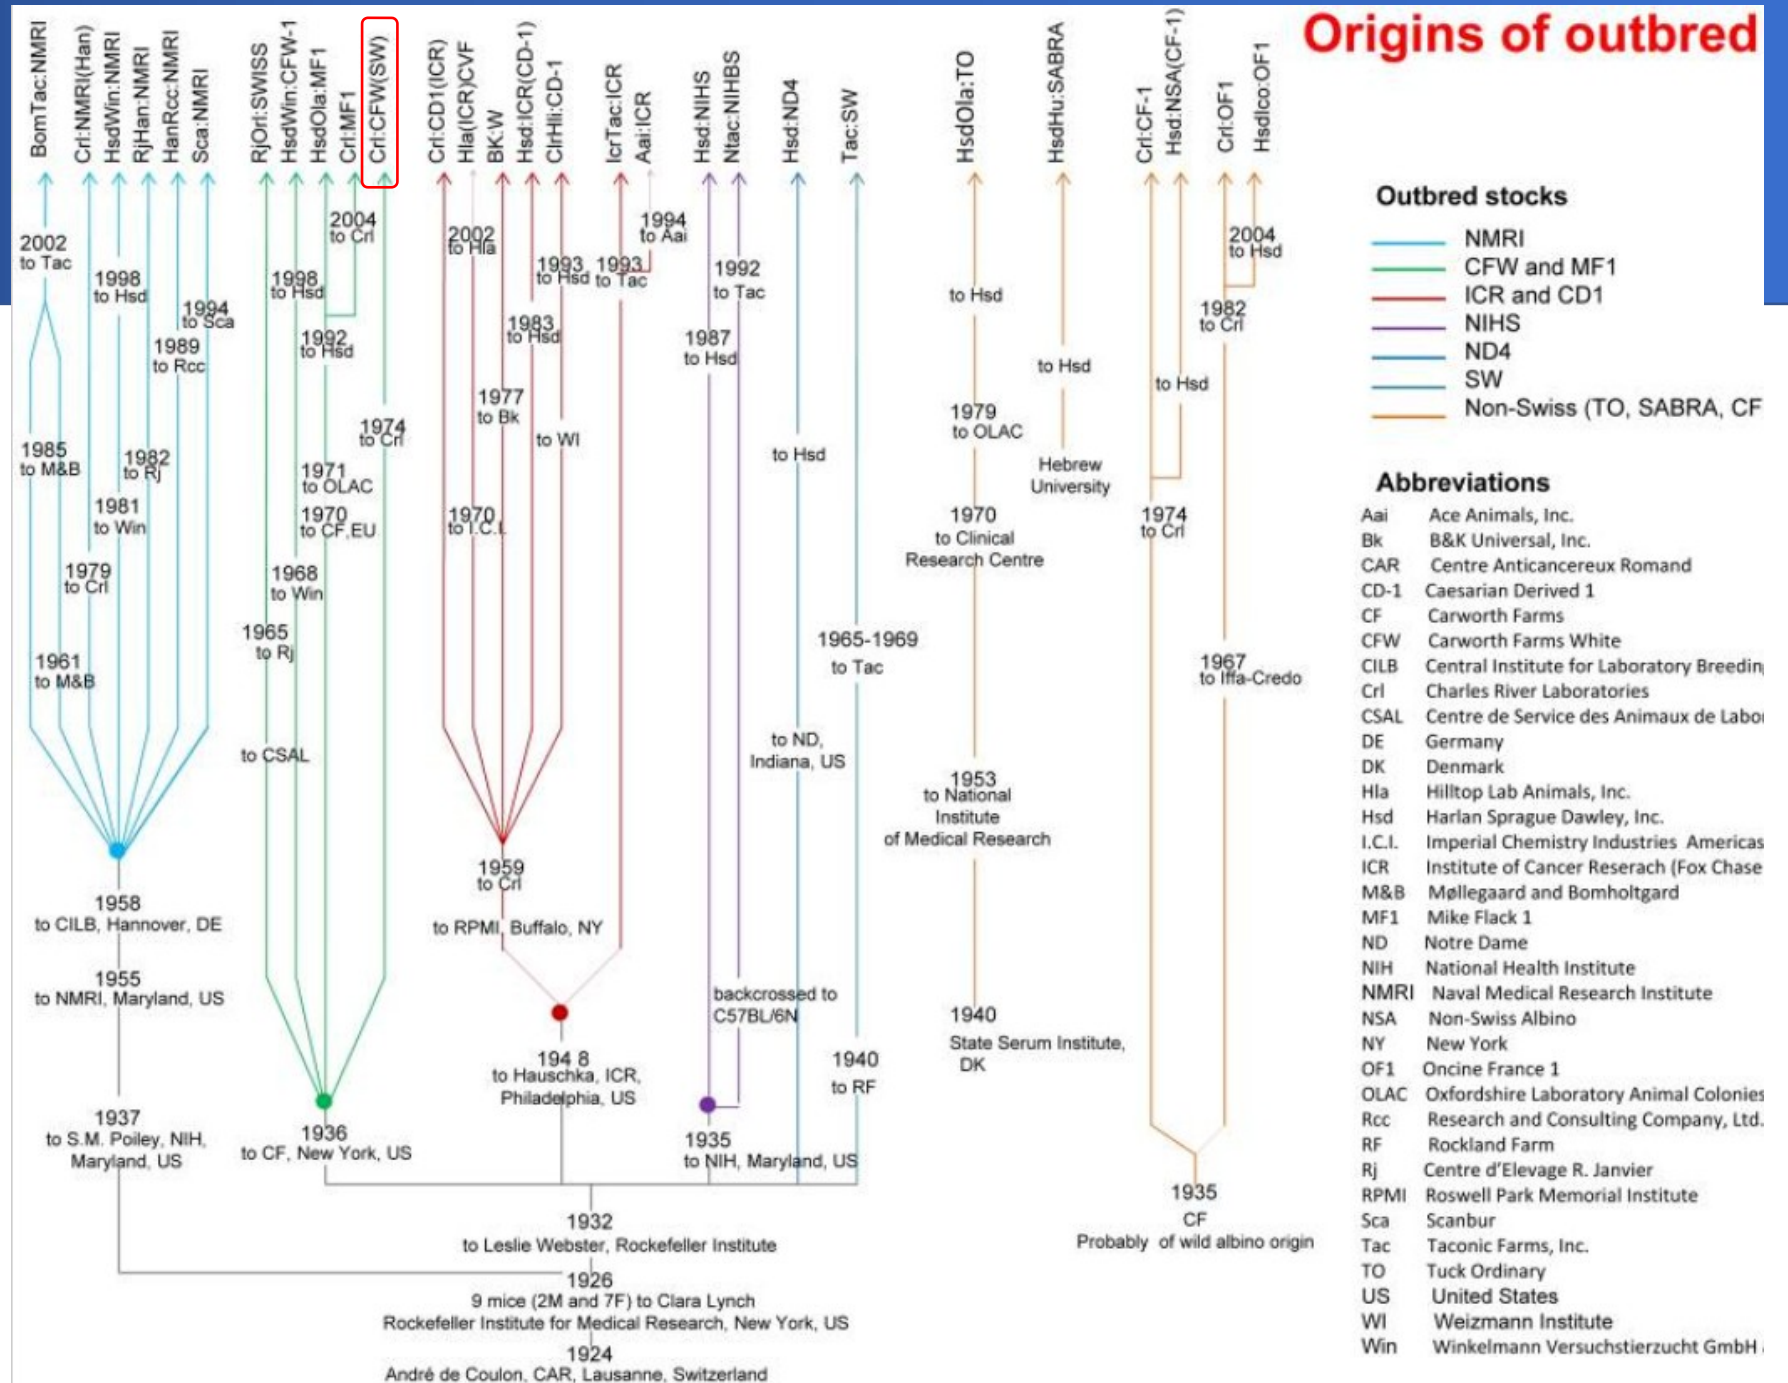 Origins of outbred
BomTac:NMRI
Crl:NMRI(Han)
HsdWin:NMRI
RjHan:NMRI
HanRcc:NMRI
Sca:NMRI
RjOrl:SWISS
HsdWin:CFW-1
HsdOla:MF1
Crl:MF1
Crl:CFW(SW)
Crl:CD1(ICR)
Hla(ICR)CVF
BK:W
Hsd:ICR(CD-1)
ClrHli:CD-1
IcrTac:ICR
Aai:ICR
Hsd:NIHS
Ntac:NIHBS
Hsd:ND4
Tac:SW
HsdOla:TO
HsdHu:SABRA
Crl:CF-1
Hsd:NSA(CF-1)
Crl:OF1
HsdIco:OF1
2002
to Tac
1985
to M&B
1961
to M&B
1979
to Crl
1998
to Hsd
1981
to Win
1982
to Rj
1989
to Rcc
1994
to Sca
1958
to CILB, Hannover, DE
1955
to NMRI, Maryland, US
1937
to S.M. Poiley, NIH,
Maryland, US
1965
to Rj
to CSAL
1998
to Hsd
1968
to Win
2004
to Crl
1992
to Hsd
1971
to OLAC
1970
to CF,EU
1974
to Crl
1936
to CF, New York, US
2002
to Hla
1970
to I.C.I.
1977
to Bk
1983
to Hsd
1993
to Hsd
to WI
1959
to Crl
to RPMI, Buffalo, NY
1993
to Tac
1994
to Aai
194 8
to Hauschka, ICR,
Philadelphia, US
1987
to Hsd
1992
to Tac
backcrossed to
C57BL/6N
1935
to NIH, Maryland, US
to Hsd
to ND,
Indiana, US
1965-1969
to Tac
1940
to RF
1932
to Leslie Webster, Rockefeller Institute
1926
9 mice (2M and 7F) to Clara Lynch
Rockefeller Institute for Medical Research, New York, US
1924
André de Coulon, CAR, Lausanne, Switzerland
to Hsd
1979
to OLAC
1970
to Clinical
Research Centre
1953
to National
Institute
of Medical Research
1940
State Serum Institute,
DK
to Hsd
Hebrew
University
to Hsd
1974
to Crl
2004
to Hsd
1982
to Crl
1967
to Iffa-Credo
1935
CF
Probably of wild albino origin
Outbred stocks
NMRI
CFW and MF1
ICR and CD1
NIHS
ND4
SW
Non-Swiss (TO, SABRA, CF
Abbreviations
Aai Ace Animals, Inc.
Bk B&K Universal, Inc.
CAR Centre Anticancereux Romand
CD-1 Caesarian Derived 1
CF Carworth Farms
CFW Carworth Farms White
CILB Central Institute for Laboratory Breedin
Crl Charles River Laboratories
CSAL Centre de Service des Animaux de Labo
DE Germany
DK Denmark
Hla Hilltop Lab Animals, Inc.
Hsd Harlan Sprague Dawley, Inc.
I.C.I. Imperial Chemistry Industries Americas
ICR Institute of Cancer Reserach (Fox Chase
M&B Møllegaard and Bomholtgard
MF1 Mike Flack 1
ND Notre Dame
NIH National Health Institute
NMRI Naval Medical Research Institute
NSA Non-Swiss Albino
NY New York
OF1 Oncine France 1
OLAC Oxfordshire Laboratory Animal Colonies
Rcc Research and Consulting Company, Ltd.
RF Rockland Farm
Rj Centre d'Elevage R. Janvier
RPMI Roswell Park Memorial Institute
Sca Scanbur
Tac Taconic Farms, Inc.
TO Tuck Ordinary
US United States
WI Weizmann Institute
Win Winkelmann Versuchstierzucht GmbH